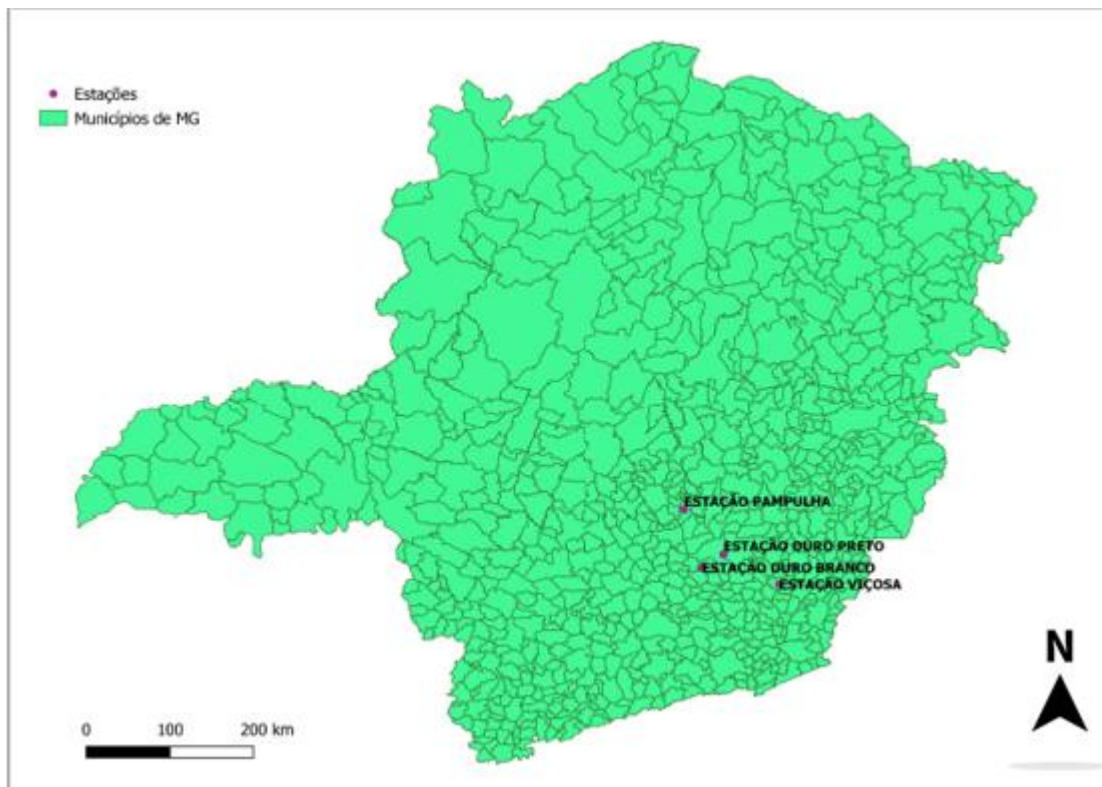 Estações
Municípios de MG
ESTAÇÃO PAMPULHA
ESTAÇÃO OURO PRETO
ESTAÇÃO OURO BRANCO
ESTAÇÃO VIÇOSA
N
0 100 200 km